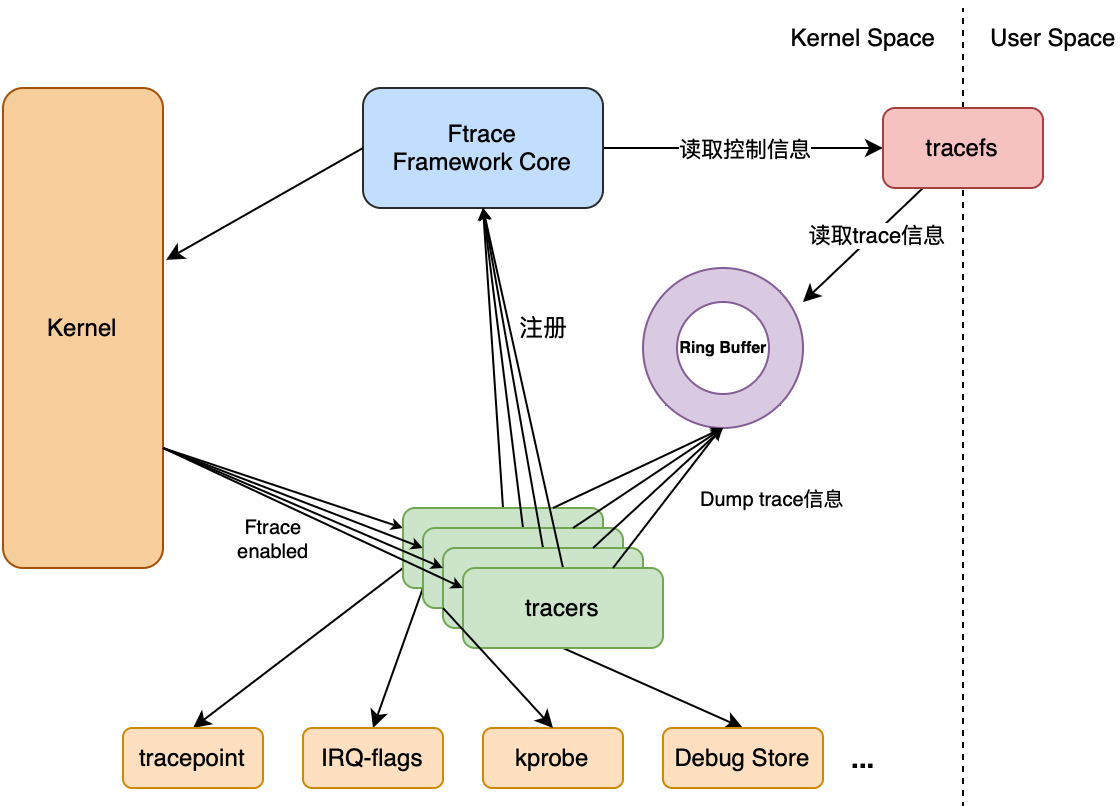 Kernel Space
User Space
Ftrace
Framework Core
读取控制信息
tracefs
读取trace信息
Kernel
注册
Ring Buffer
Dump trace信息
Ftrace
enabled
tracers
tracepoint
IRQ-flags
kprobe
Debug Store
...